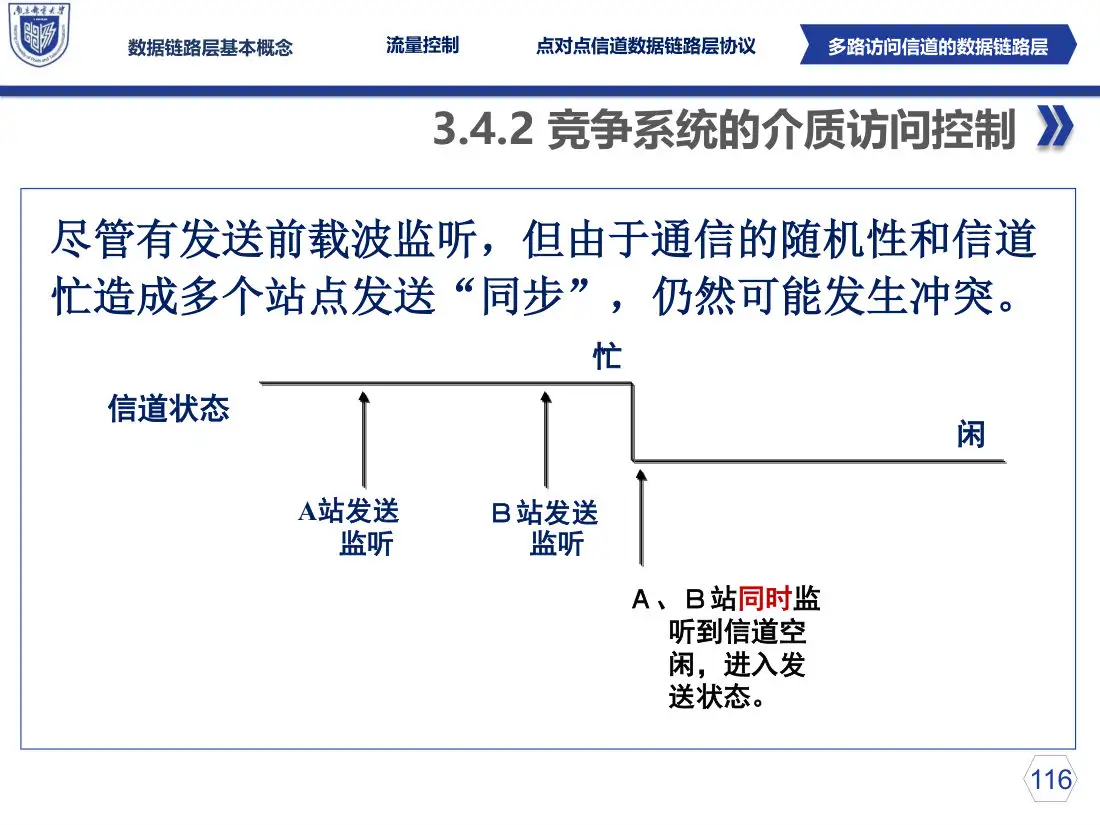 南京邮电大学
数据链路层基本概念
流量控制
点对点信道数据链路层协议
多路访问信道的数据链路层
3.4.2 竞争系统的介质访问控制
尽管有发送前载波监听，但由于通信的随机性和信道
忙造成多个站点发送“同步”，仍然可能发生冲突。
忙
信道状态
闲
A站发送
监听
Ｂ站发送
监听
Ａ、Ｂ站同时监
听到信道空
闲，进入发
送状态。
116